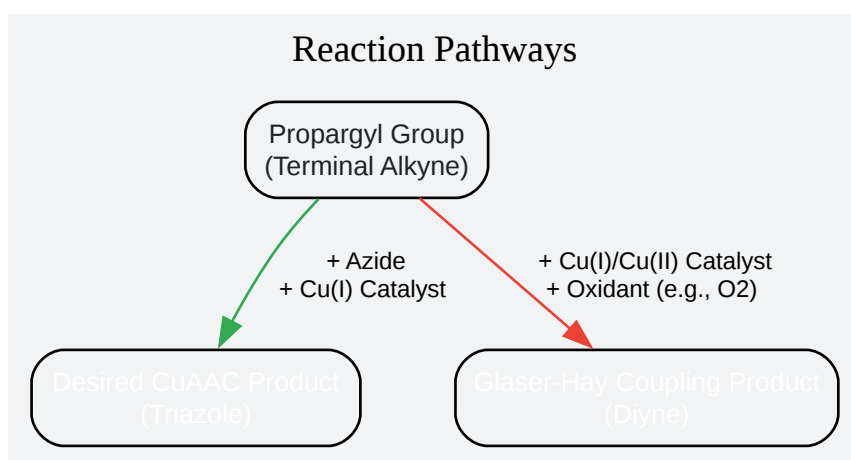 Reaction Pathways
Propargyl Group
(Terminal Alkyne)
+ Azide
+ Cu(I) Catalyst
+ Cu(I)/Cu(II) Catalyst
+ Oxidant (e.g., O2)
Desired CuAAC Product
(Triazole)
Glaser-Hay Coupling Product
(Diyne)